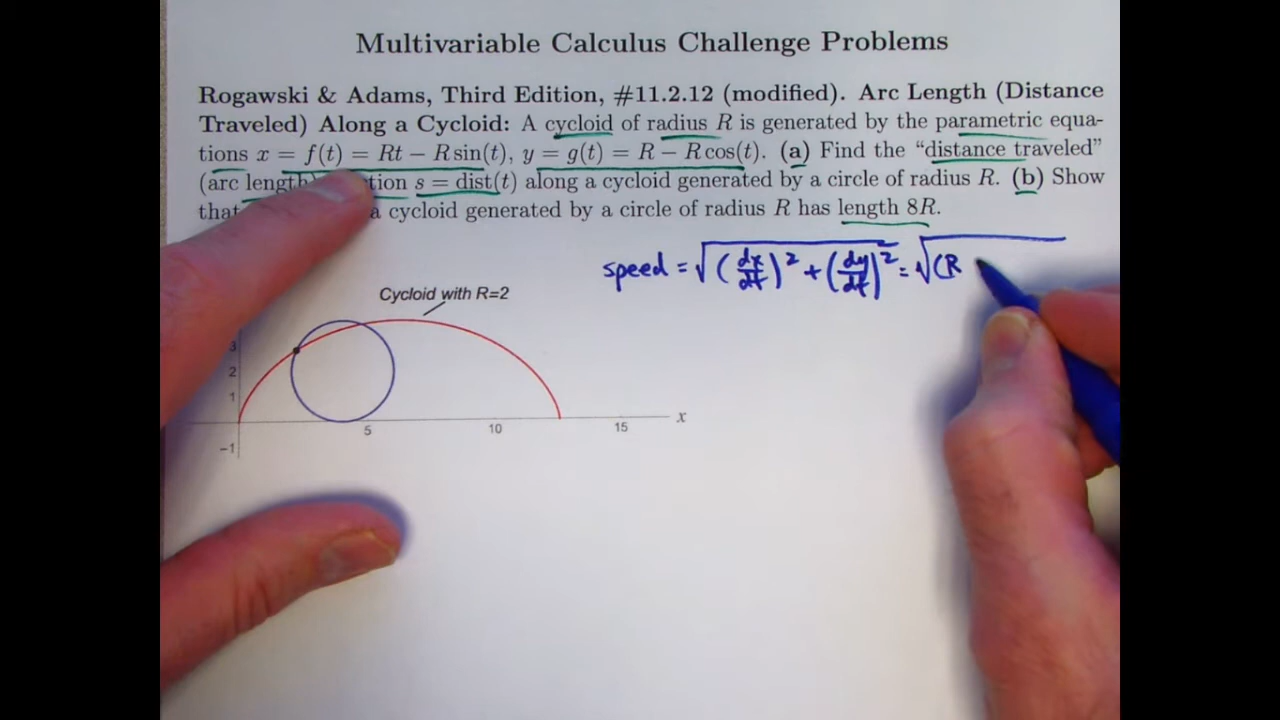 Multivariable Calculus Challenge Problems
Rogawski & Adams, Third Edition, #11.2.12 (modified). Arc Length (Distance
Traveled) Along a Cycloid: A cycloid of radius R is generated by the parametric equa-
tions x = f(t) = Rt − R sin(t), y = g(t) = R − R cos(t). (a) Find the “distance traveled”
(arc length) s = dist(t) along a cycloid generated by a circle of radius R. (b) Show
that a cycloid generated by a circle of radius R has length 8R.
speed = √((dx/dt)² + (dy/dt)²) = √(R
Cycloid with R=2
3
2
1
5 10 15 x
−1